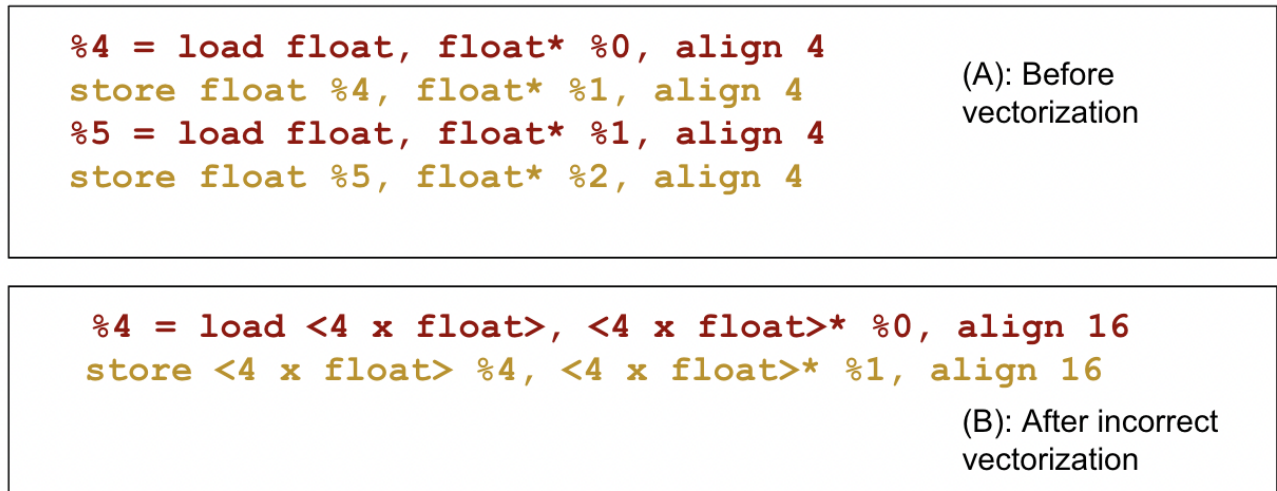 %4 = load float, float* %0, align 4
store float %4, float* %1, align 4
%5 = load float, float* %1, align 4
store float %5, float* %2, align 4
(A): Before
vectorization
%4 = load <4 x float>, <4 x float>* %0, align 16
store <4 x float> %4, <4 x float>* %1, align 16
(B): After incorrect
vectorization